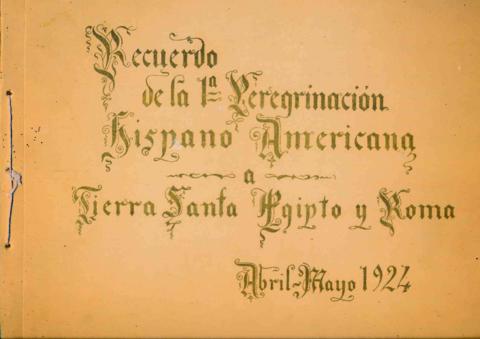 Recuerdo
de la 1ª Peregrinación
Hispano Americana
a
Tierra Santa Egipto y Roma
Abril-Mayo 1924